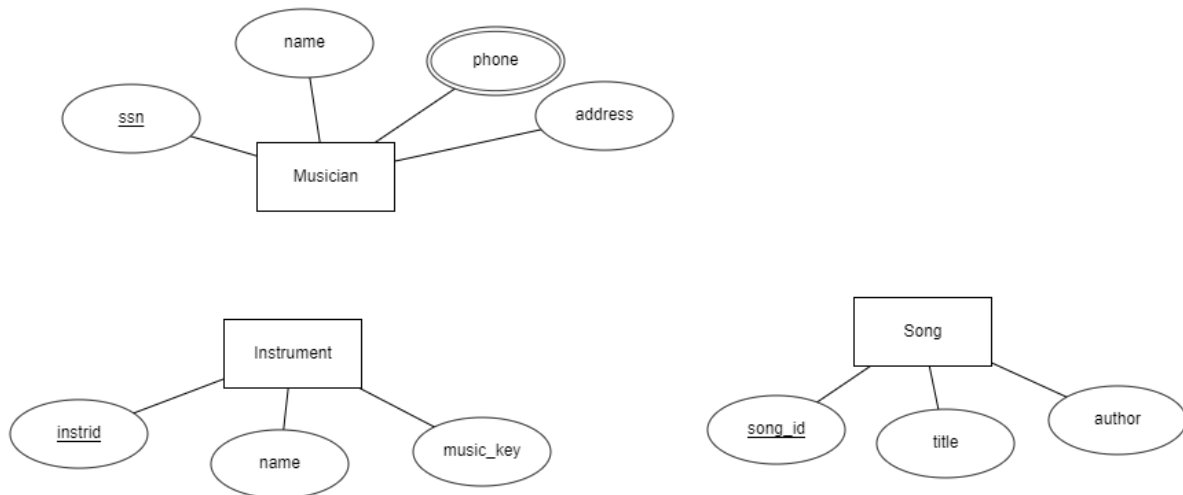 name
phone
ssn
address
Musician
Instrument
Song
instrid
name
music_key
song_id
title
author